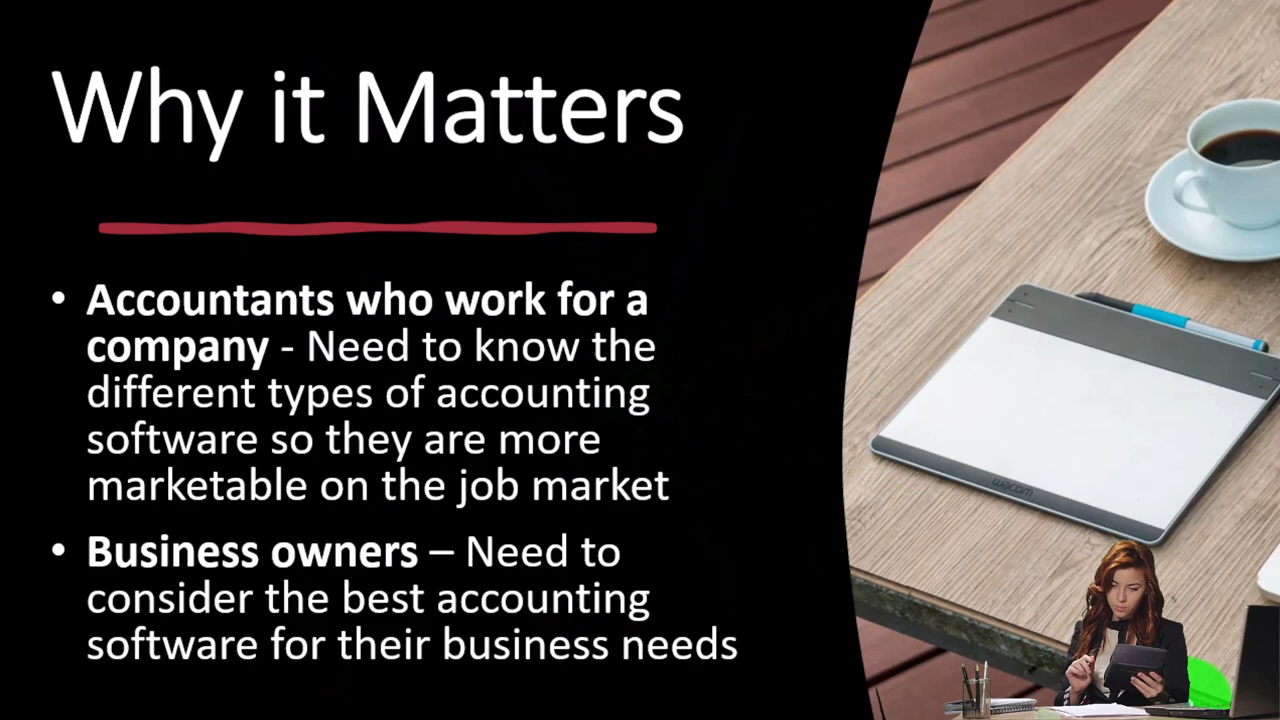 Why it Matters
• Accountants who work for a
company - Need to know the
different types of accounting
software so they are more
marketable on the job market
• Business owners – Need to
consider the best accounting
software for their business needs
wacom